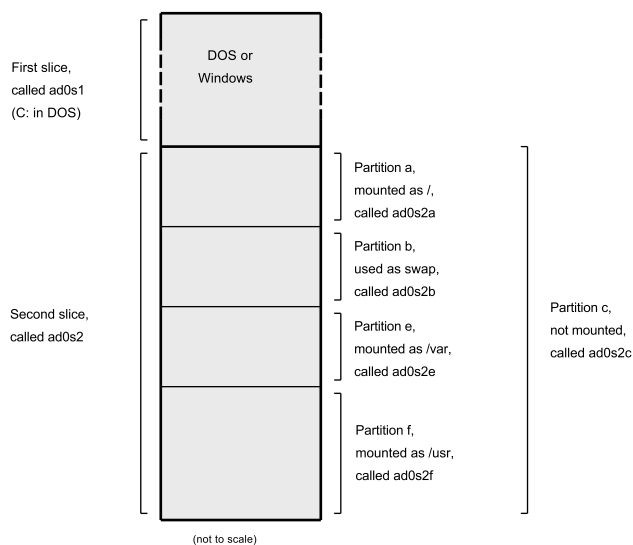 DOS or
Windows
First slice,
called ad0s1
(C: in DOS)
Partition a,
mounted as /,
called ad0s2a
Partition b,
used as swap,
called ad0s2b
Second slice,
called ad0s2
Partition c,
not mounted,
called ad0s2c
Partition e,
mounted as /var,
called ad0s2e
Partition f,
mounted as /usr,
called ad0s2f
(not to scale)